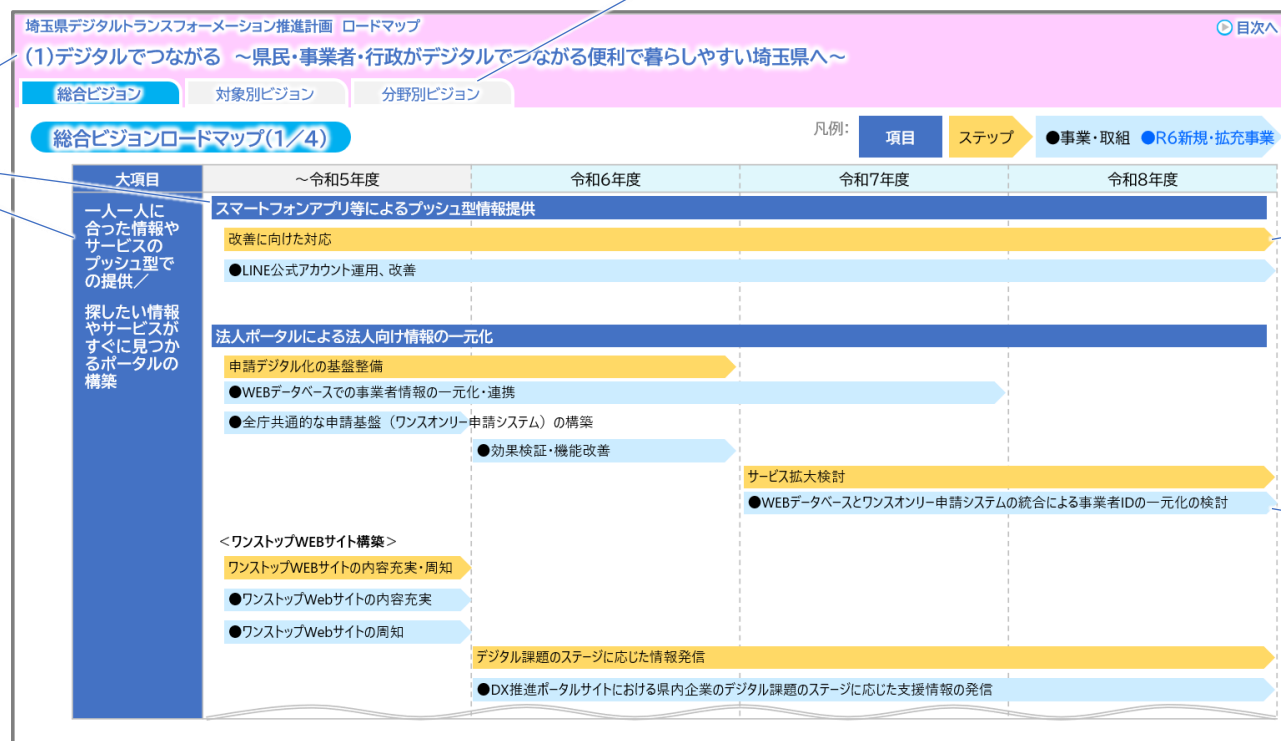 埼玉県デジタルトランスフォーメーション推進計画 ロードマップ
目次へ
(1)デジタルでつながる ～県民・事業者・行政がデジタルでつながる便利で暮らしやすい埼玉県へ～
総合ビジョン 対象別ビジョン 分野別ビジョン
総合ビジョンロードマップ(1／4)
凡例: 項目 ステップ ●事業・取組 ●R6新規・拡充事業
大項目 ～令和5年度 令和6年度 令和7年度 令和8年度
一人一人に
合った情報や
サービスの
プッシュ型で
の提供／
探したい情報
やサービスが
すぐに見つか
るポータルの
構築
スマートフォンアプリ等によるプッシュ型情報提供
改善に向けた対応
●LINE公式アカウント運用、改善
法人ポータルによる法人向け情報の一元化
申請デジタル化の基盤整備
●WEBデータベースでの事業者情報の一元化・連携
●全庁共通的な申請基盤（ワンスオンリー申請システム）の構築
●効果検証・機能改善
サービス拡大検討
●WEBデータベースとワンスオンリー申請システムの統合による事業者IDの一元化の検討
＜ワンストップWEBサイト構築＞
ワンストップWEBサイトの内容充実・周知
●ワンストップWebサイトの内容充実
●ワンストップWebサイトの周知
デジタル課題のステージに応じた情報発信
●DX推進ポータルサイトにおける県内企業のデジタル課題のステージに応じた支援情報の発信